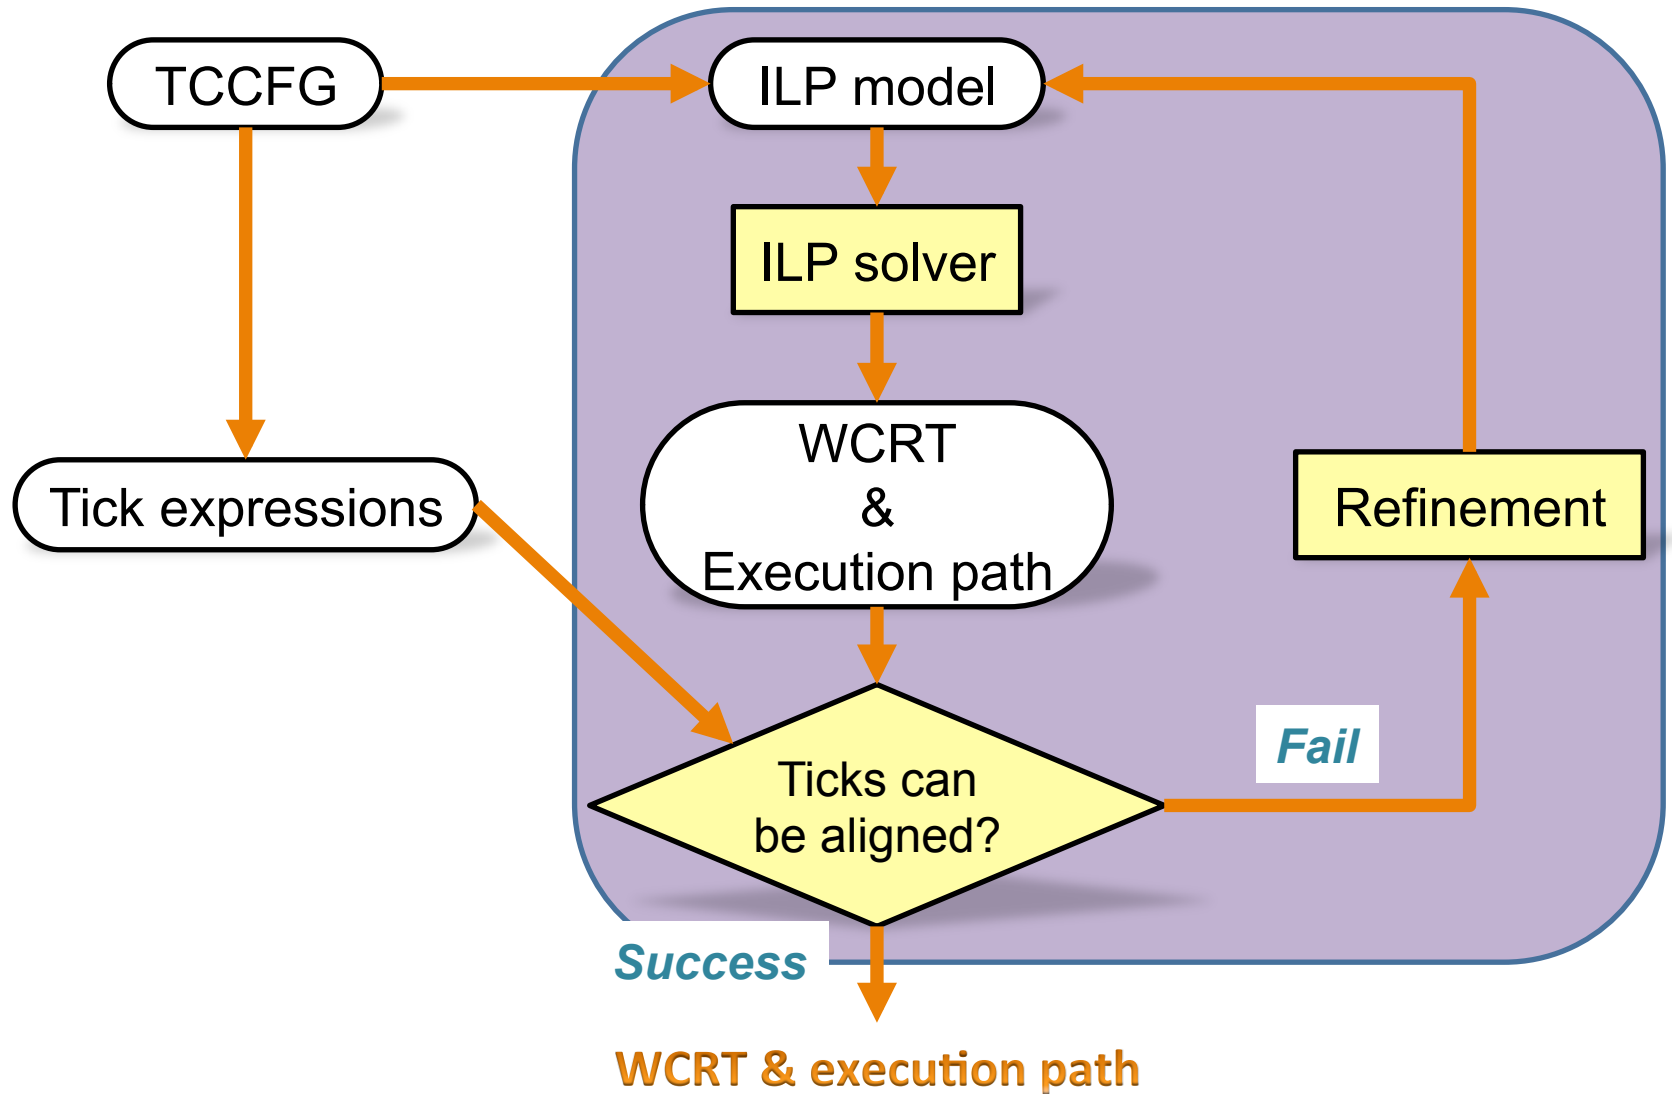 TCCFG
ILP model
ILP solver
WCRT
&
Execution path
Tick expressions
Refinement
Ticks can
be aligned?
Fail
Success
WCRT & execution path